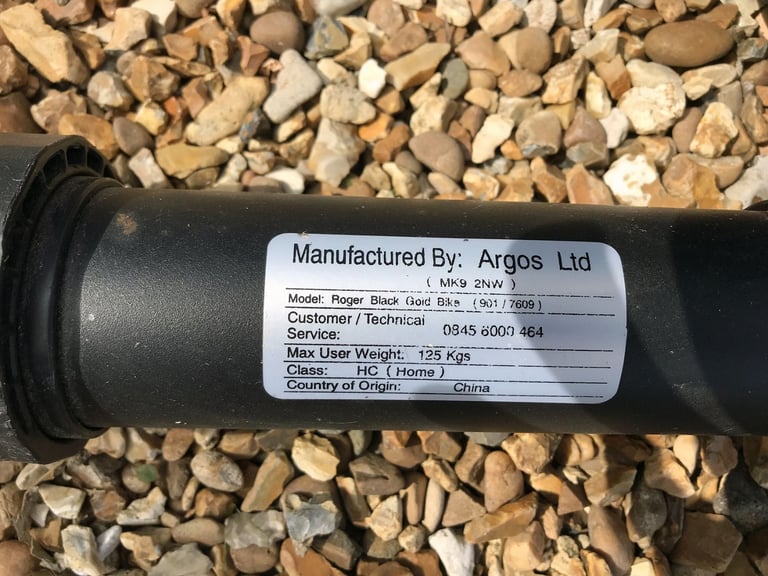 Manufactured By: Argos Ltd
( MK9 2NW )
Model: Roger Black Gold Bike (901 / 7609)
Customer / Technical
Service: 0845 6000 464
Max User Weight: 125 Kgs
Class: HC ( Home )
Country of Origin: China